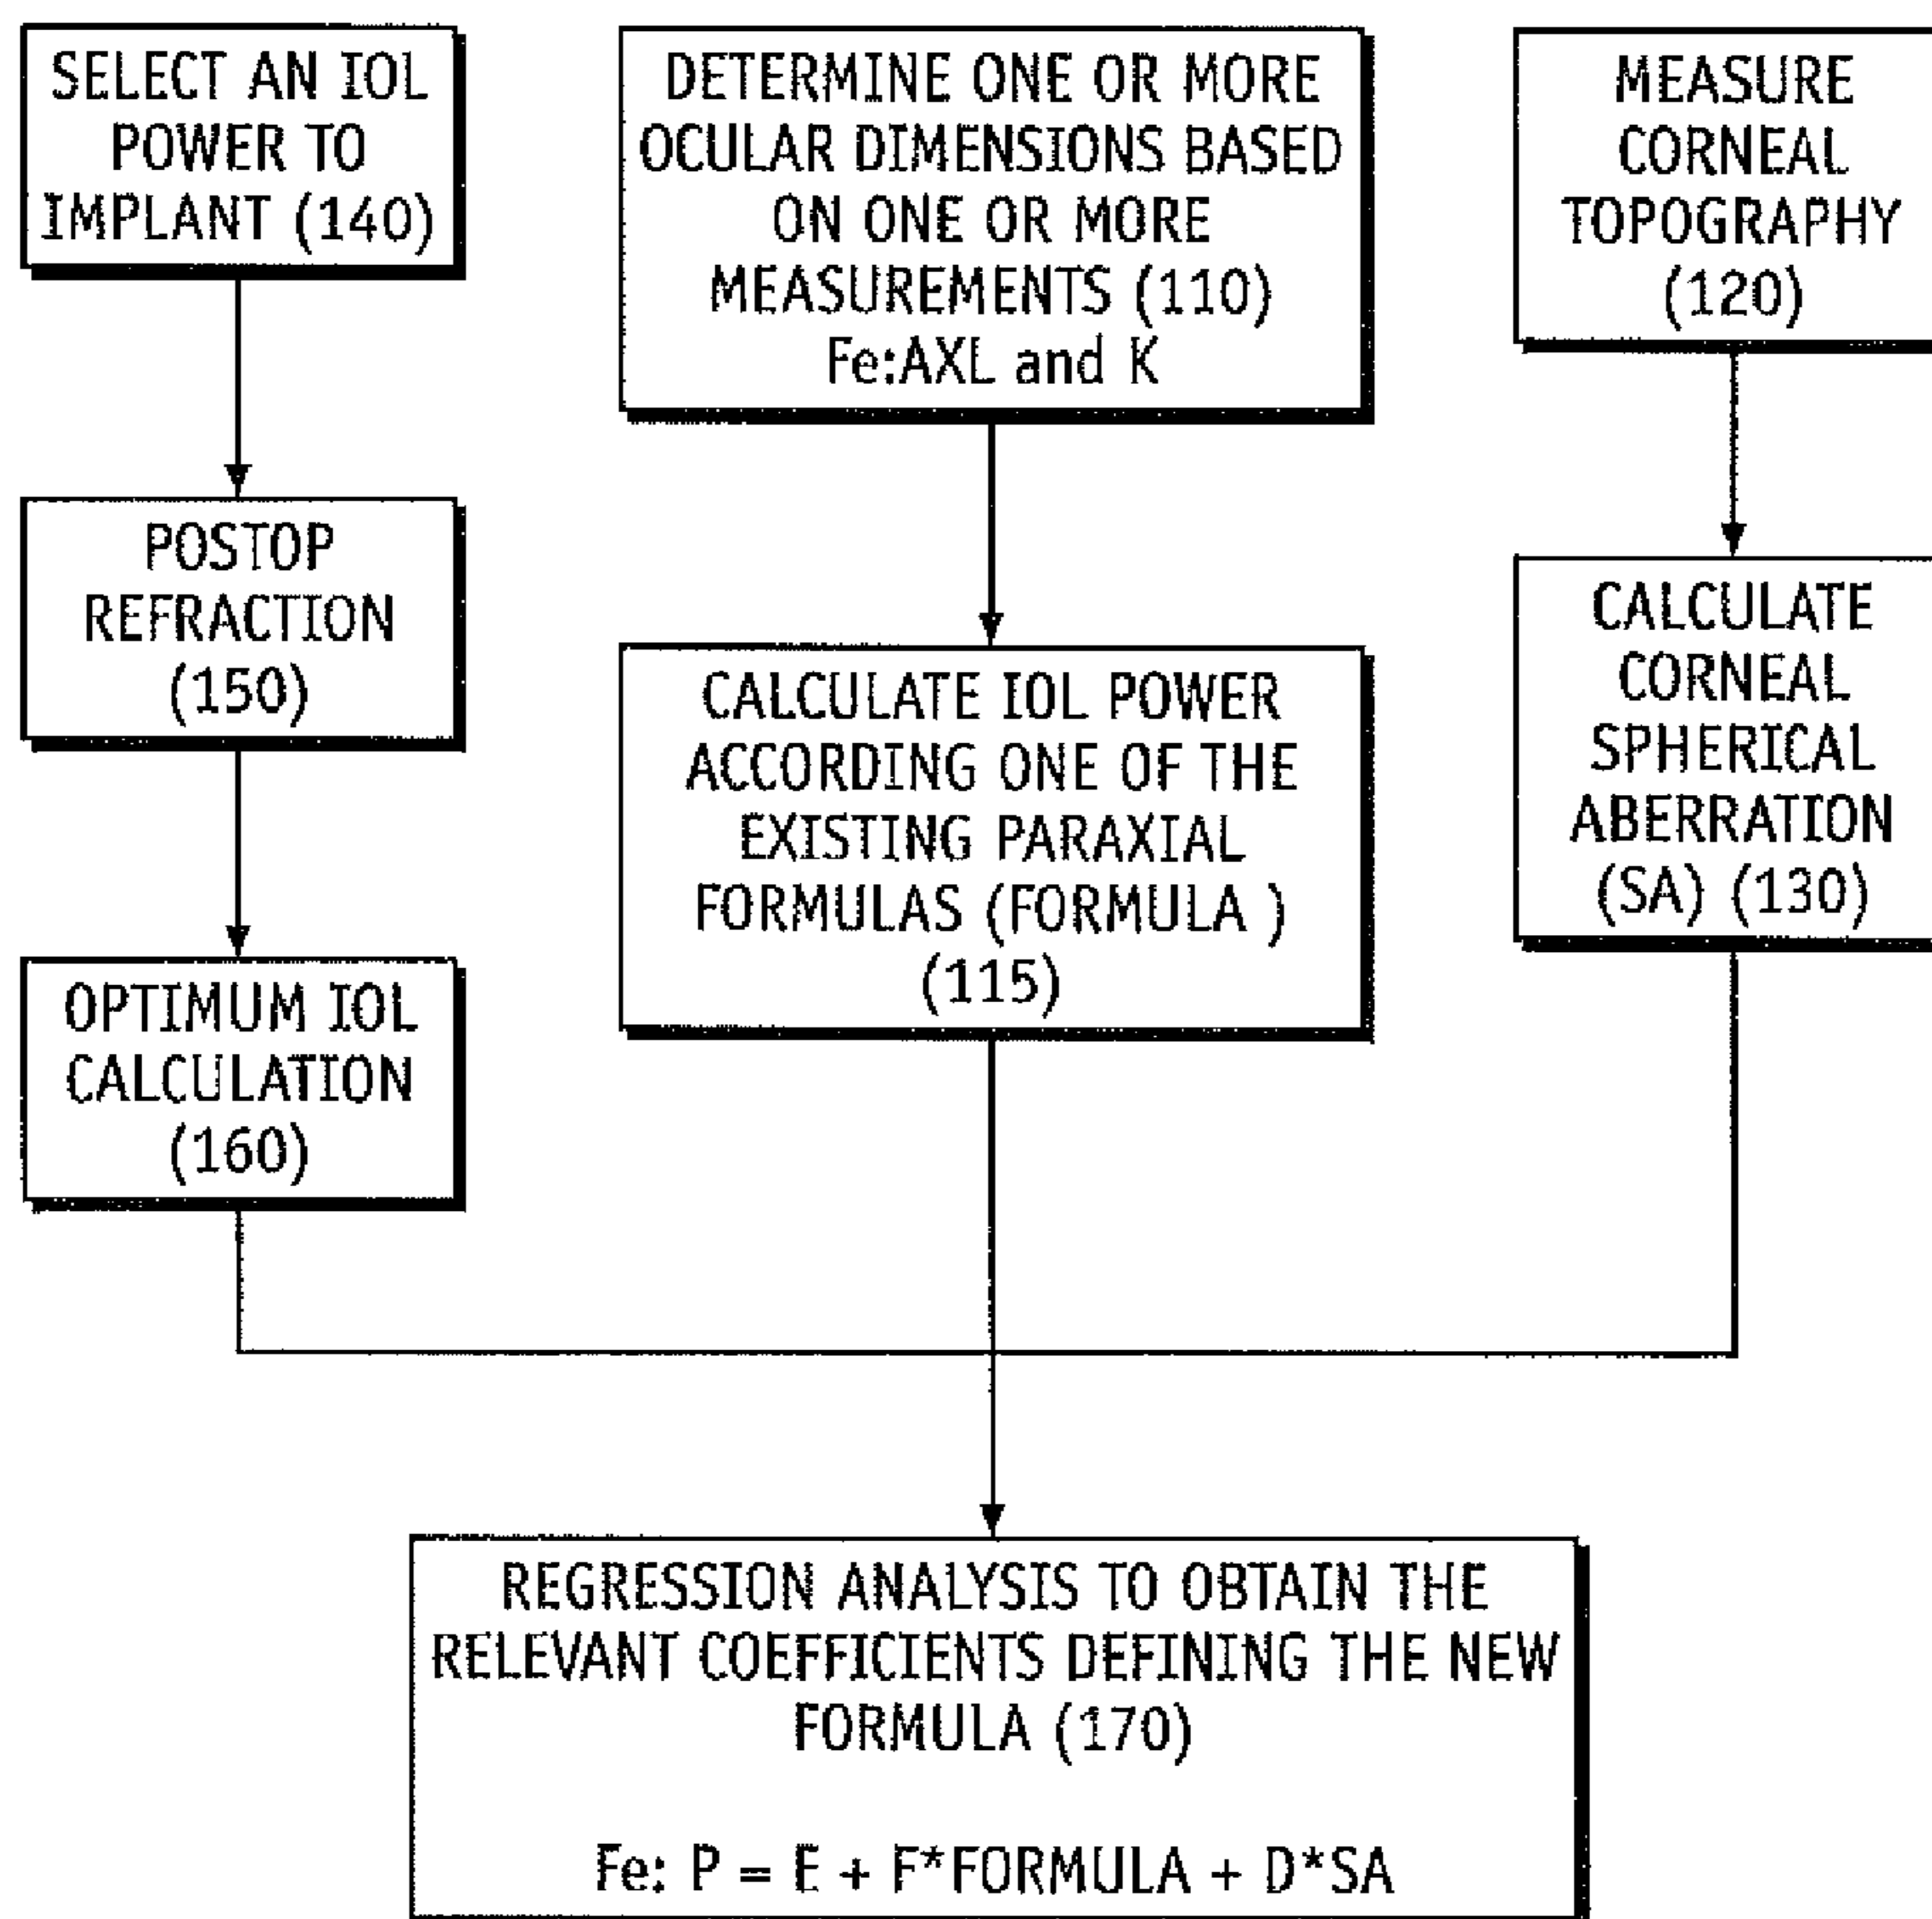 SELECT AN IOL
POWER TO
IMPLANT (140)
POSTOP
REFRACTION
(150)
OPTIMUM IOL
CALCULATION
(160)
DETERMINE ONE OR MORE
OCULAR DIMENSIONS BASED
ON ONE OR MORE
MEASUREMENTS (110)
Fe:AXL and K
CALCULATE IOL POWER
ACCORDING ONE OF THE
EXISTING PARAXIAL
FORMULAS (FORMULA )
(115)
MEASURE
CORNEAL
TOPOGRAPHY
(120)
CALCULATE
CORNEAL
SPHERICAL
ABERRATION
(SA) (130)
REGRESSION ANALYSIS TO OBTAIN THE
RELEVANT COEFFICIENTS DEFINING THE NEW
FORMULA (170)
Fe: P = E + F*FORMULA + D*SA